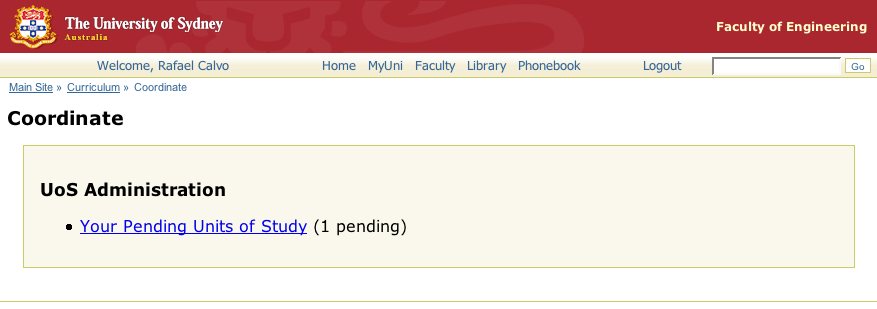 The University of Sydney
Australia
Faculty of Engineering
Welcome, Rafael Calvo Home MyUni Faculty Library Phonebook Logout Go
Main Site » Curriculum » Coordinate
Coordinate
UoS Administration
• Your Pending Units of Study (1 pending)